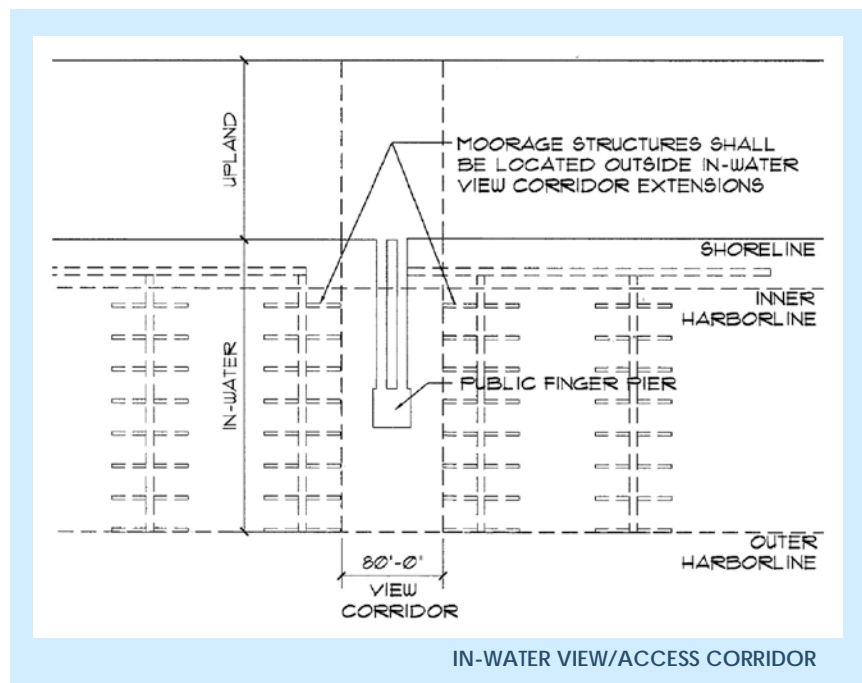 UPLAND
MOORAGE STRUCTURES SHALL
BE LOCATED OUTSIDE IN-WATER
VIEW CORRIDOR EXTENSIONS
SHORELINE
INNER
HARBORLINE
IN-WATER
PUBLIC FINGER PIER
OUTER
HARBORLINE
80'-0"
VIEW
CORRIDOR
IN-WATER VIEW/ACCESS CORRIDOR